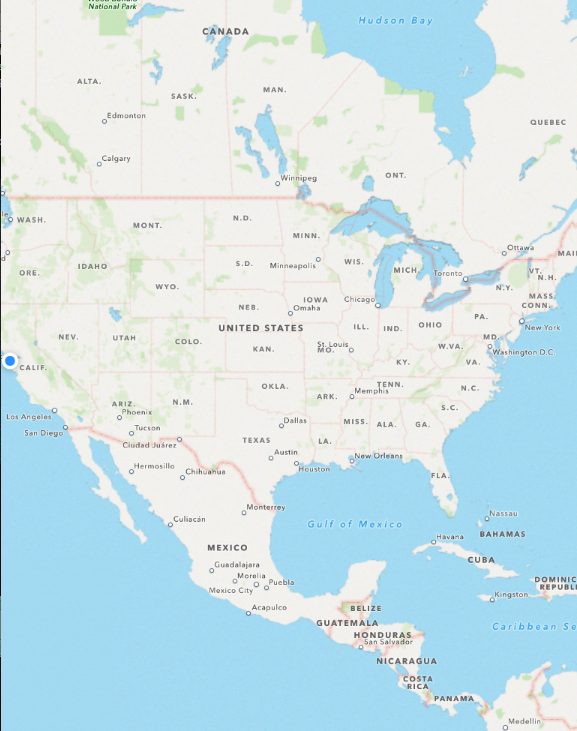 National Park
Hudson Bay
CANADA
ALTA.
SASK.
MAN.
Edmonton
QUEBEC
Calgary
ONT.
Winnipeg
WASH.
N.D.
MONT.
MINN.
Ottawa
MAI
S.D.
Minneapolis
WIS.
MICH.
Toronto
VT.
N.H.
ORE.
IDAHO
WYO.
N.Y.
MASS.
CONN.
IOWA
Chicago
NEB.
Omaha
PA.
UNITED STATES
ILL.
IND.
OHIO
New York
NEV.
UTAH
COLO.
KAN.
St. Louis
MO.
W.VA.
MD.
Washington D.C.
KY.
VA.
CALIF.
OKLA.
ARK.
Memphis
TENN.
N.C.
ARIZ.
N.M.
S.C.
Los Angeles
Phoenix
Dallas
MISS.
ALA.
GA.
San Diego
Tucson
Ciudad Juárez
TEXAS
LA.
Austin
New Orleans
Hermosillo
Chihuahua
Houston
FLA.
Monterrey
Culiacán
Gulf of Mexico
Nassau
BAHAMAS
Havana
MEXICO
CUBA
Guadalajara
Morelia
Puebla
Mexico City
DOMINIC
REPUBL
Kingston
Acapulco
BELIZE
GUATEMALA
Caribbean Se
HONDURAS
San Salvador
NICARAGUA
COSTA
RICA
PANAMA
Medellin